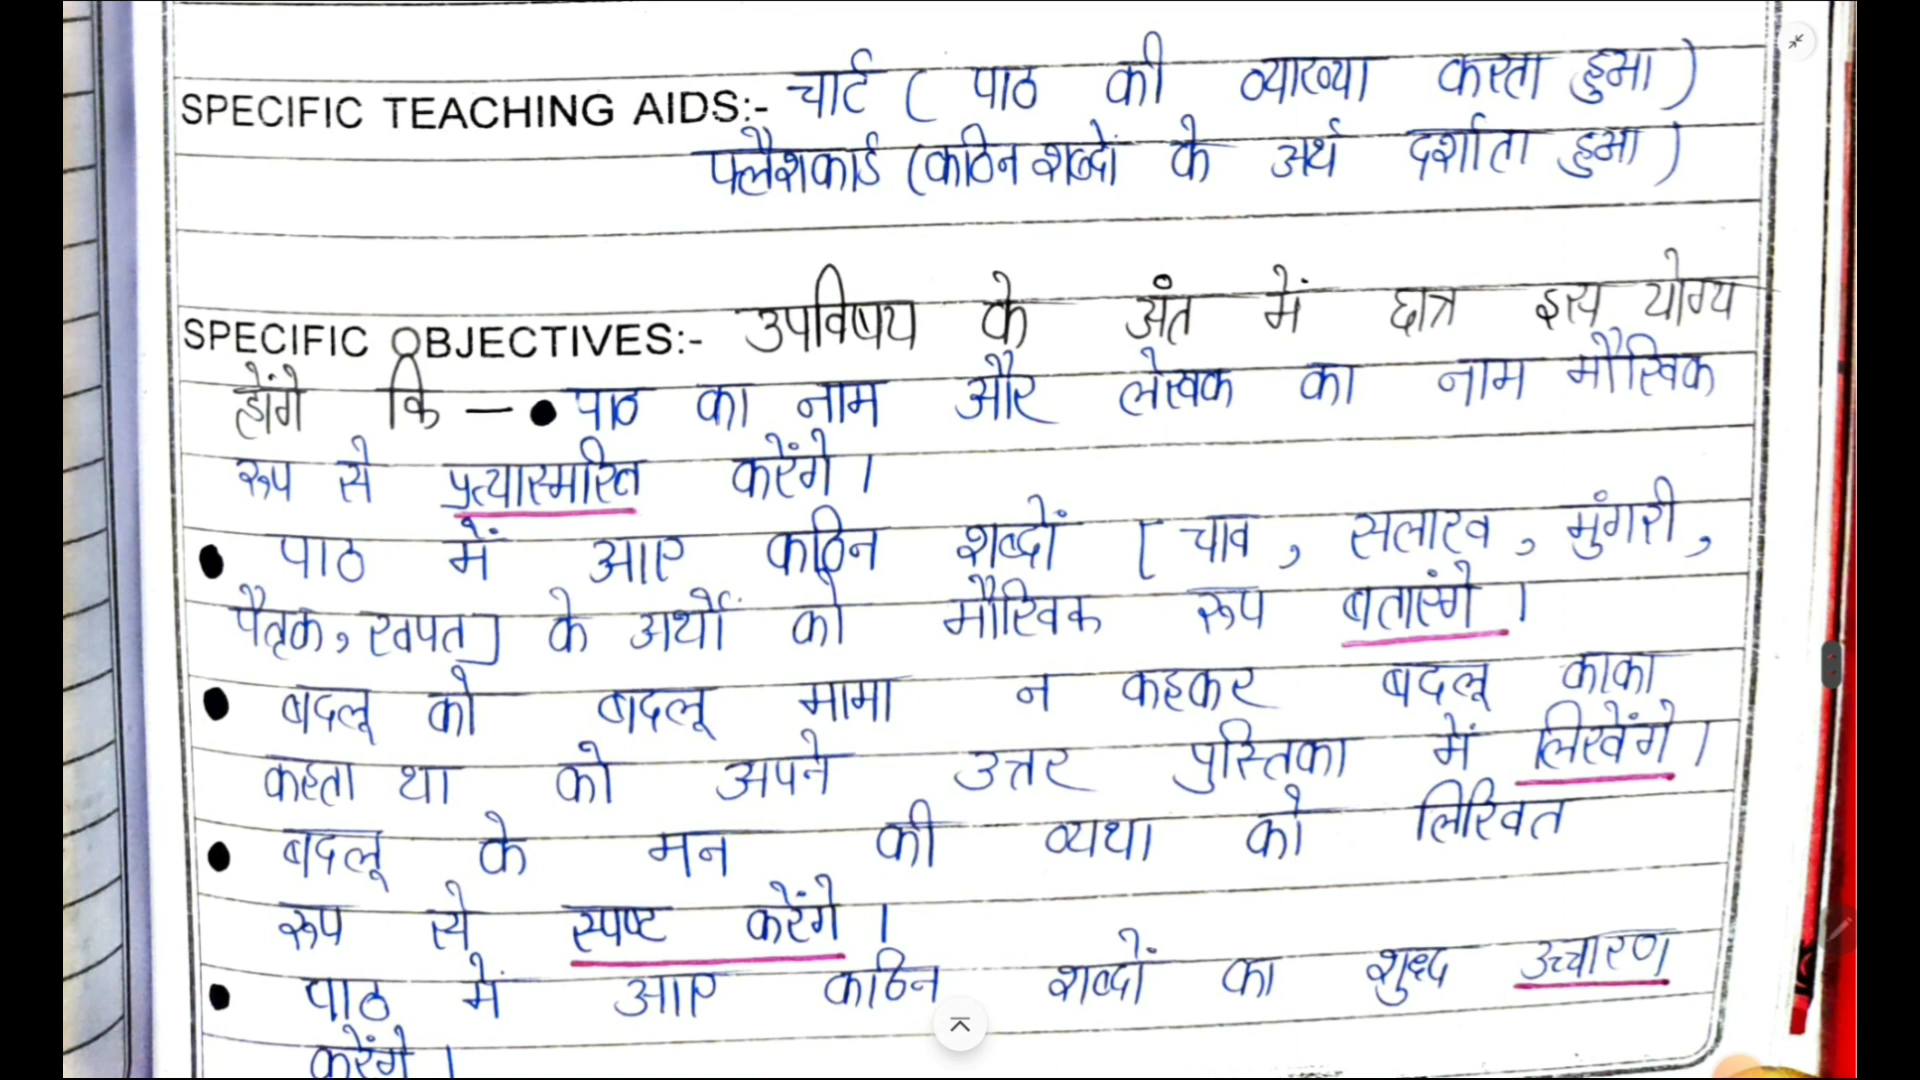 SPECIFIC TEACHING AIDS:- चार्ट ( पाठ की व्याख्या करता हुआ )
फ्लैशकार्ड (कठिन शब्दों के अर्थ दर्शाता हुआ )
SPECIFIC OBJECTIVES:- उपविषय के अंत में छात्र इस योग्य
होंगे कि — ● पाठ का नाम और लेखक का नाम मौखिक
रूप से प्रत्यास्मरित करेंगे ।
● पाठ में आए कठिन शब्दों [ चाव , सलाख , मुंगरी ,
पैतृक, खपत ] के अर्थों को मौखिक रूप बताएंगे ।
● बदलू को बदलू मामा न कहकर बदलू काका
कहता था को अपने उत्तर पुस्तिका में लिखेंगे ।
● बदलू के मन की व्यथा को लिखित
रूप से स्पष्ट करेंगे ।
● पाठ में आए कठिन शब्दों का शुद्ध उच्चारण
करेंगे ।